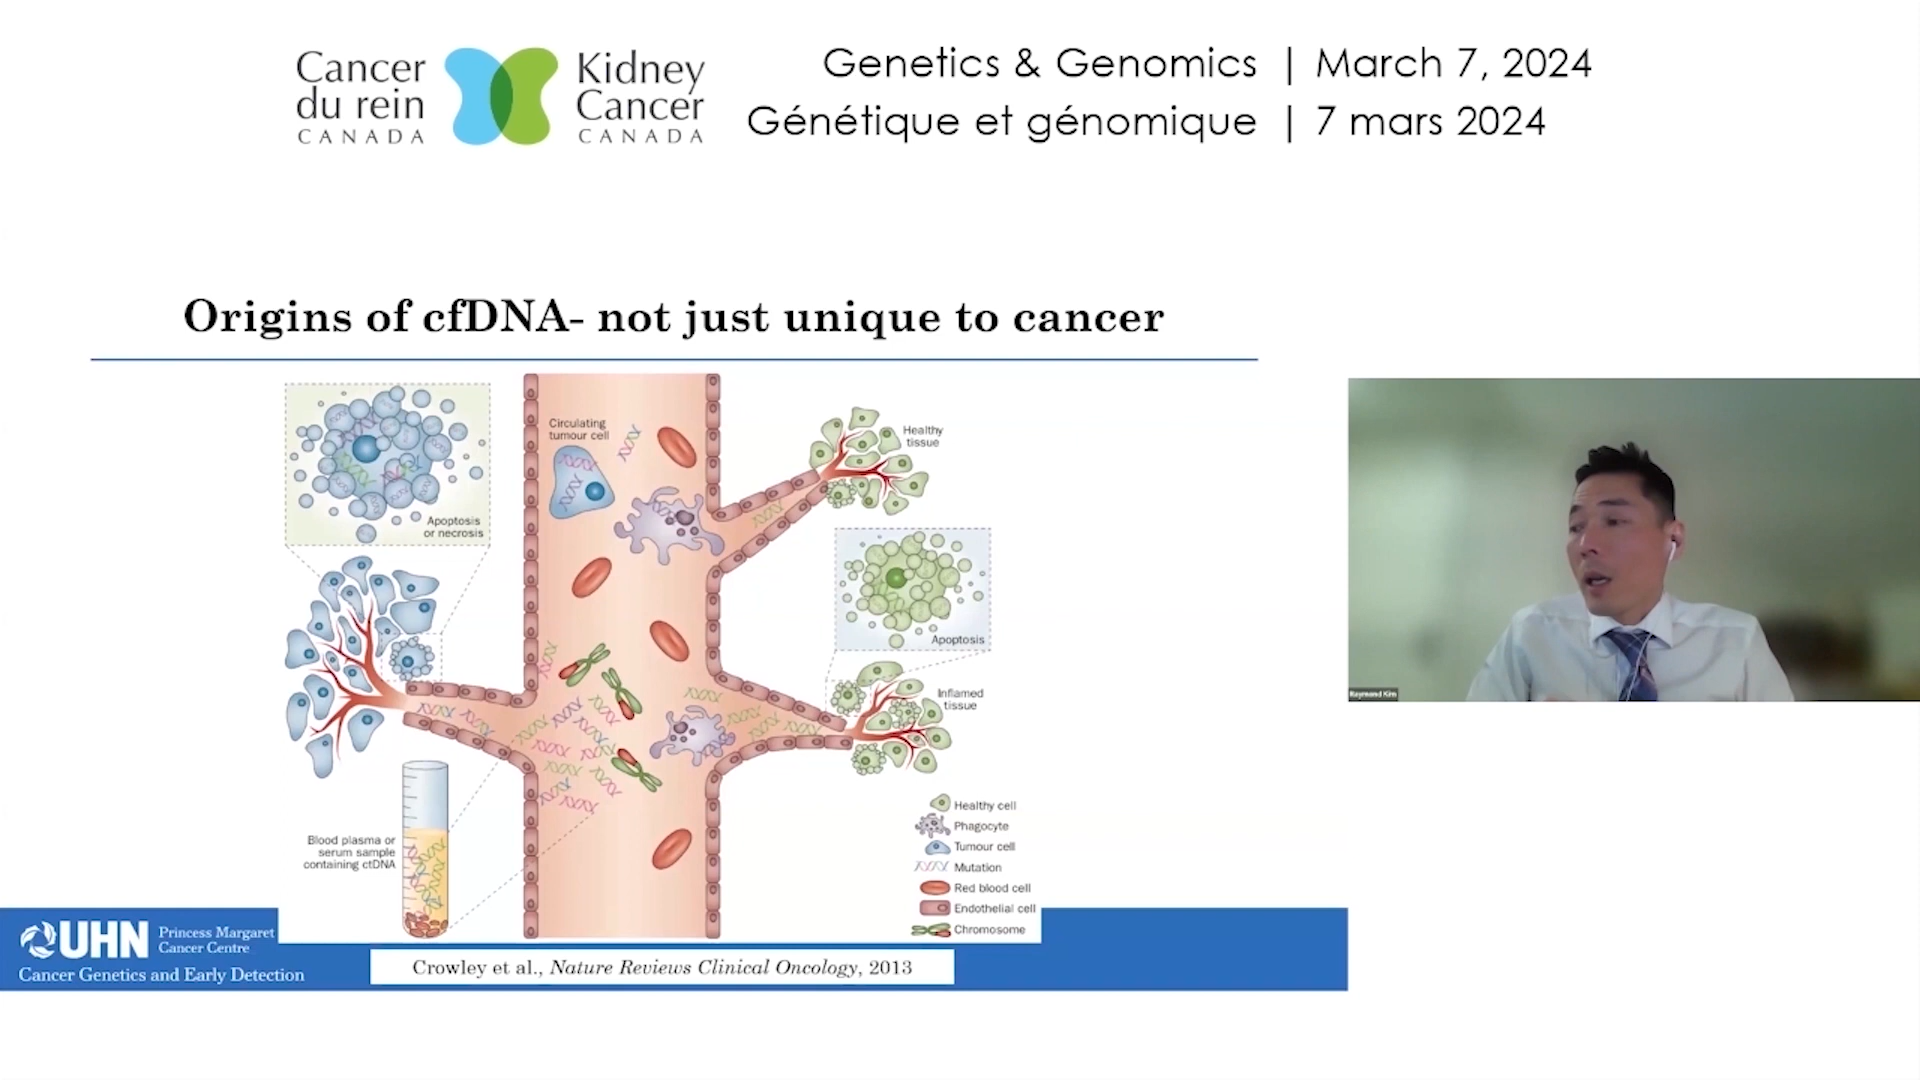 Cancer
du rein
CANADA
Kidney
Cancer
CANADA
Genetics & Genomics | March 7, 2024
Génétique et génomique | 7 mars 2024
Origins of cfDNA- not just unique to cancer
Apoptosis
or necrosis
Circulating
tumour cell
Healthy
tissue
Apoptosis
Inflamed
tissue
Blood plasma or
serum sample
containing ctDNA
Healthy cell
Phagocyte
Tumour cell
Mutation
Red blood cell
Endothelial cell
Chromosome
Raymond Kim
UHN
Princess Margaret
Cancer Centre
Cancer Genetics and Early Detection
Crowley et al., Nature Reviews Clinical Oncology, 2013